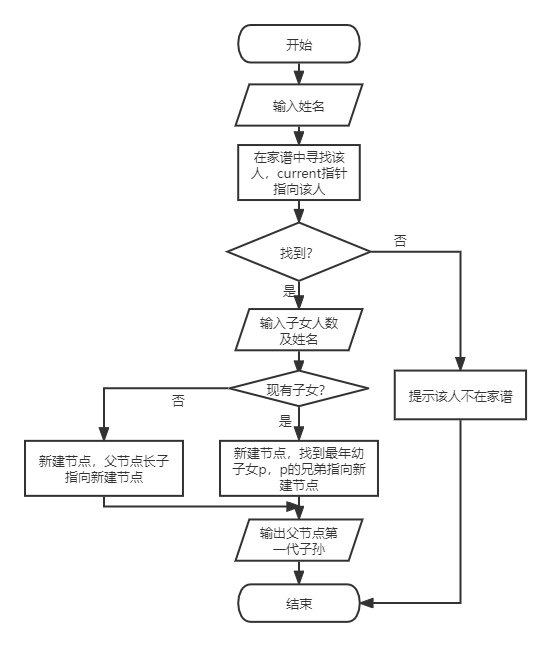 开始
输入姓名
在家谱中寻找该
人，current指针
指向该人
找到？
否
是
输入子女人数
及姓名
提示该人不在家谱
现有子女？
否
是
新建节点，父节点长子
指向新建节点
新建节点，找到最年幼
子女p，p的兄弟指向新
建节点
输出父节点第
一代子孙
结束